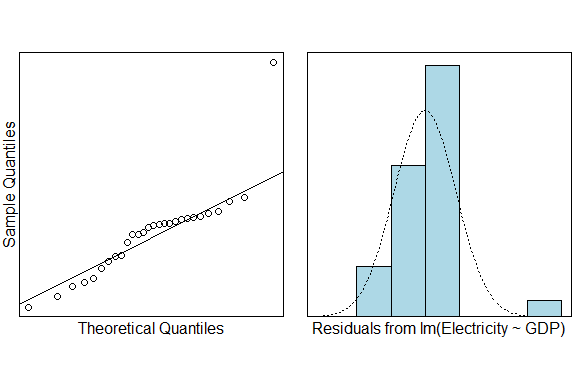 Sample Quantiles
Theoretical Quantiles
Residuals from lm(Electricity ~ GDP)